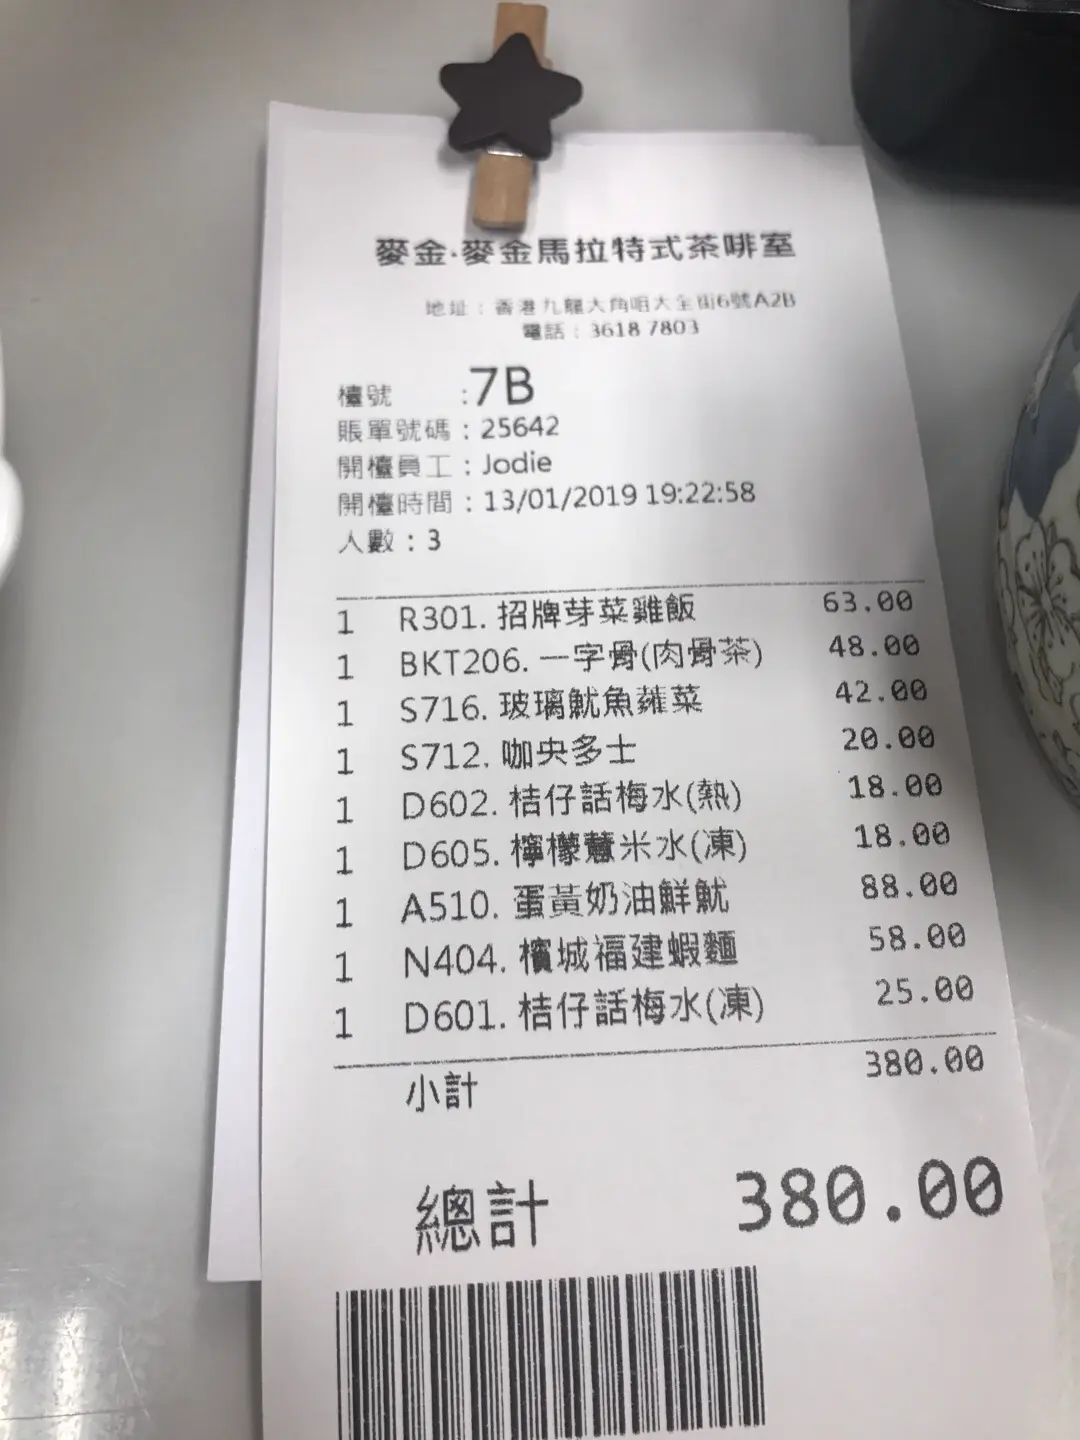 麥金·麥金馬拉特式茶啡室
地址：香港九龍大角咀大全街6號A2B
電話：3618 7803
檯號 :7B
賬單號碼：25642
開檯員工：Jodie
開檯時間：13/01/2019 19:22:58
人數：3
1 R301. 招牌芽菜雞飯 63.00
1 BKT206. 一字骨(肉骨茶) 48.00
1 S716. 玻璃魷魚蕹菜 42.00
1 S712. 咖央多士 20.00
1 D602. 桔仔話梅水(熱) 18.00
1 D605. 檸檬薏米水(凍) 18.00
1 A510. 蛋黃奶油鮮魷 88.00
1 N404. 檳城福建蝦麵 58.00
1 D601. 桔仔話梅水(凍) 25.00
小計 380.00
總計 380.00